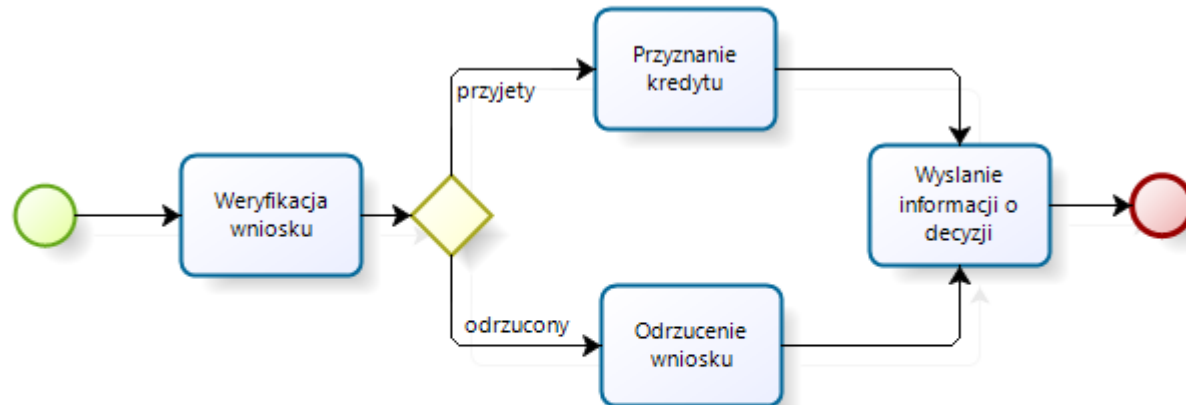 Przyznanie
kredytu
przyjety
Weryfikacja
wniosku
Wyslanie
informacji o
decyzji
odrzucony
Odrzucenie
wniosku